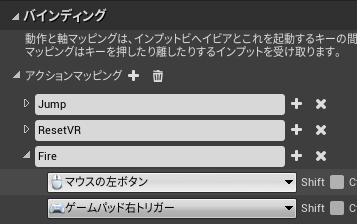 バインディング
動作と軸マッピングは、インプットビヘイビアとこれを起動するキーの間
マッピングはキーを押したり離したりするインプットを受け取ります。
アクションマッピング
Jump
ResetVR
Fire
マウスの左ボタン Shift C
ゲームパッド右トリガー Shift C